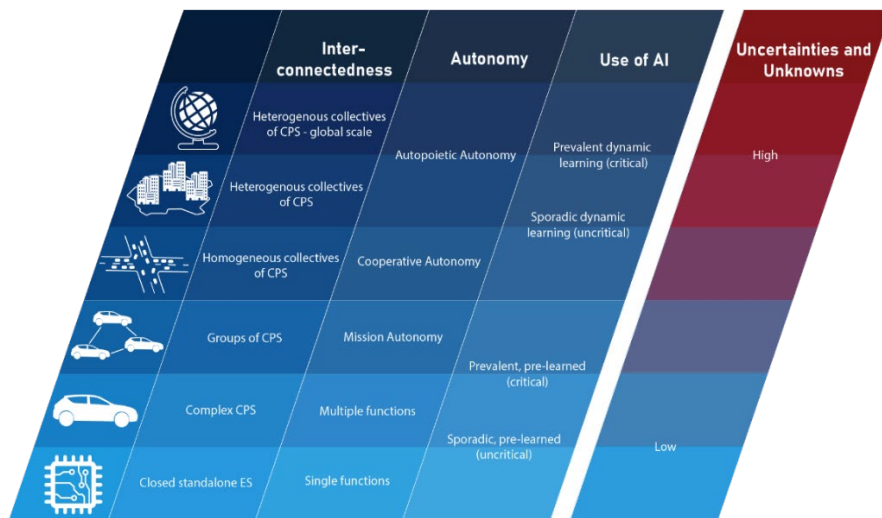 Inter-
connectedness
Autonomy
Use of AI
Uncertainties and
Unknowns
Heterogenous collectives
of CPS - global scale
Autopoietic Autonomy
Prevalent dynamic
learning (critical)
High
Heterogenous collectives
of CPS
Sporadic dynamic
learning (uncritical)
Homogeneous collectives
of CPS
Cooperative Autonomy
Groups of CPS
Mission Autonomy
Prevalent, pre-learned
(critical)
Complex CPS
Multiple functions
Sporadic, pre-learned
(uncritical)
Low
Closed standalone ES
Single functions